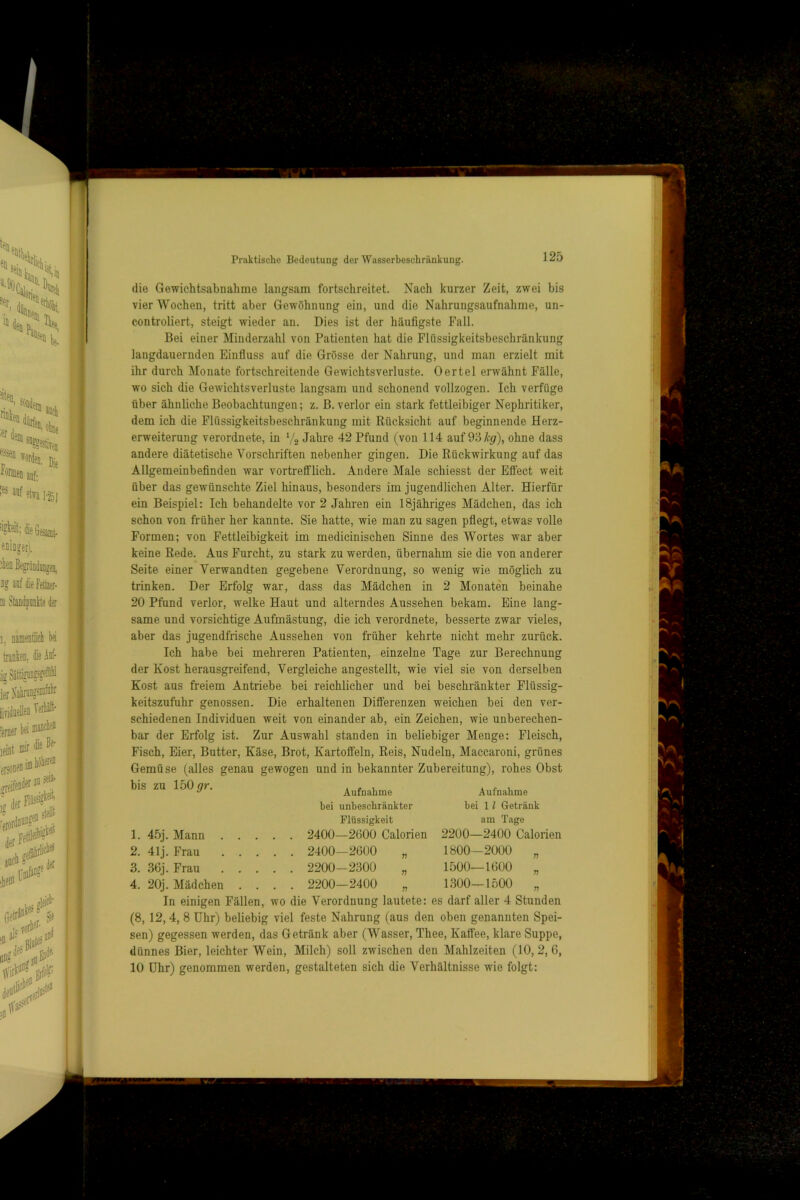 Praktische Bedeutung der Wasserbeschränkung.
125
die Gewichtsabnahme langsam fortschreitet. Nach kurzer Zeit, zwei bis
vier Wochen, tritt aber Gewöhnung ein, und die Nahrungsaufnahme, un-
controliert, steigt wieder an. Dies ist der häufigste Fall.
Bei einer Minderzahl von Patienten hat die Flüssigkeitsbeschränkung
langdauernden Einfluss auf die Grösse der Nahrung, und man erzielt mit
ihr durch Monate fortschreitende Gewichtsverluste. Oertel erwähnt Fälle,
wo sich die Gewichtsverluste langsam und schonend vollzogen. Ich verfüge
über ähnliche Beobachtungen; z. B. verlor ein stark fettleibiger Nephritiker,
dem ich die Flüssigkeitsbeschränkung mit Rücksicht auf beginnende Herz-
erweiterung verordnete, in ½ Jahre 42 Pfund (von 114 auf 93 kg), ohne dass
andere diätetische Vorschriften nebenher gingen. Die Rückwirkung auf das
Allgemeinbefinden war vortrefflich. Andere Male schiesst der Effect weit
über das gewünschte Ziel hinaus, besonders im jugendlichen Alter. Hierfür
ein Beispiel: Ich behandelte vor 2 Jahren ein 18jähriges Mädchen, das ich
schon von früher her kannte. Sie hatte, wie man zu sagen pflegt, etwas volle
Formen; von Fettleibigkeit im medicinischen Sinne des Wortes war aber
keine Rede. Aus Furcht, zu stark zu werden, übernahm sie die von anderer
Seite einer Verwandten gegebene Verordnung, so wenig wie möglich zu
trinken. Der Erfolg war, dass das Mädchen in 2 Monaten beinahe
20 Pfund verlor, welke Haut und alterndes Aussehen bekam. Eine lang-
same und vorsichtige Aufmästung, die ich verordnete, besserte zwar vieles,
aber das jugendfrische Aussehen von früher kehrte nicht mehr zurück.
Ich habe bei mehreren Patienten, einzelne Tage zur Berechnung
der Kost herausgreifend, Vergleiche angestellt, wie viel sie von derselben
Kost aus freiem Antriebe bei reichlicher und bei beschränkter Flüssig-
keitszufuhr genossen. Die erhaltenen Differenzen weichen bei den ver-
schiedenen Individuen weit von einander ab, ein Zeichen, wie unberechen-
bar der Erfolg ist. Zur Auswahl standen in beliebiger Menge: Fleisch,
Fisch, Eier, Butter, Käse, Brot, Kartoffeln, Reis, Nudeln, Maccaroni, grünes
Gemüse (alles genau gewogen und in bekannter Zubereitung), rohes Obst
bis zu 150 gr.
Aufnahme Aufnahme
bei unbeschränkter bei 1 l Getränk
Flüssigkeit am Tage
1. 45j. Mann . . . . . 2400—2600 Calorien 2200—2400 Calorien
2. 41j. Frau . . . . . 2400—2600 „ 1800—2000 „
3. 36j. Frau . . . . . 2200—2300 „ 1500—1600 „
4. 20j. Mädchen . . . . 2200—2400 „ 1300—1500 „
In einigen Fällen, wo die Verordnung lautete: es darf aller 4 Stunden
(8, 12, 4, 8 Uhr) beliebig viel feste Nahrung (aus den oben genannten Spei-
sen) gegessen werden, das Getränk aber (Wasser, Thee, Kaffee, klare Suppe,
dünnes Bier, leichter Wein, Milch) soll zwischen den Mahlzeiten (10, 2, 6,
10 Uhr) genommen werden, gestalteten sich die Verhältnisse wie folgt: